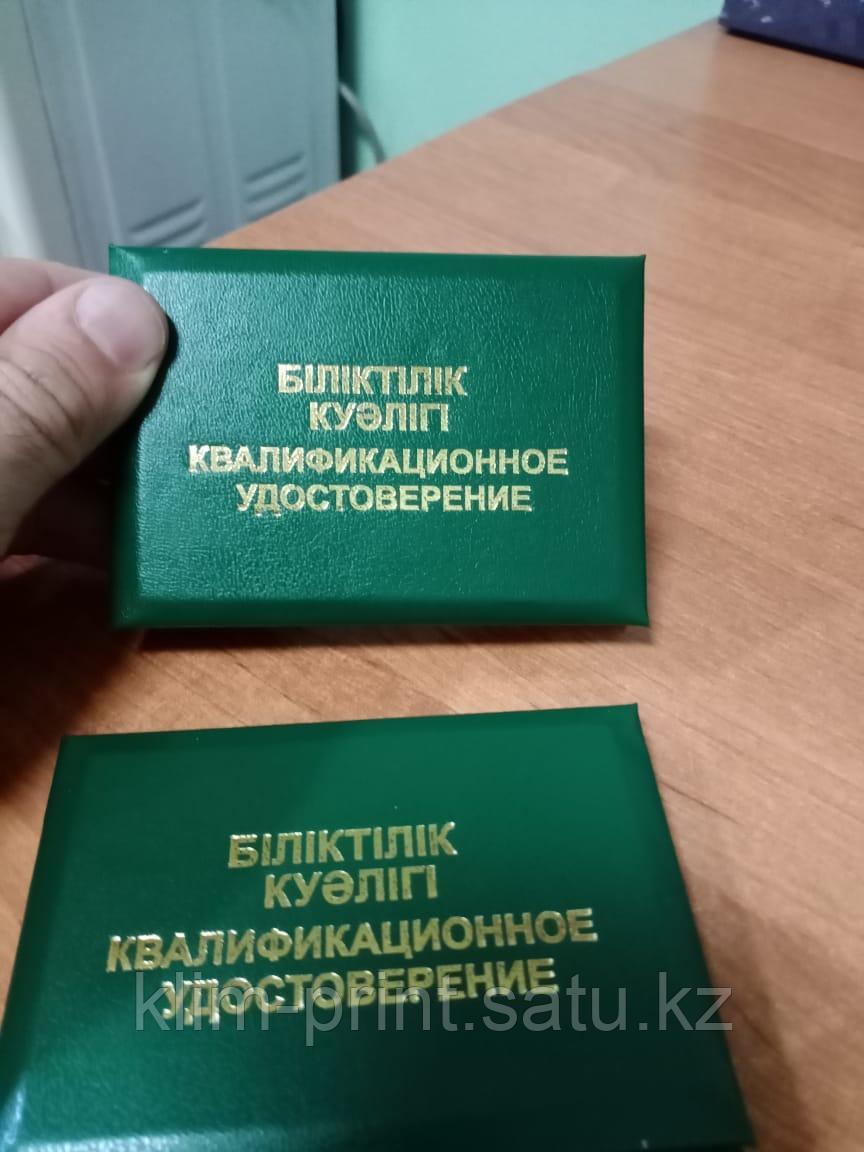 БІЛІКТІЛІК
КУӘЛІГІ
КВАЛИФИКАЦИОННОЕ
УДОСТОВЕРЕНИЕ
БІЛІКТІЛІК
КУӘЛІГІ
КВАЛИФИКАЦИОННОЕ
УДОСТОВЕРЕНИЕ
klim-print.satu.kz